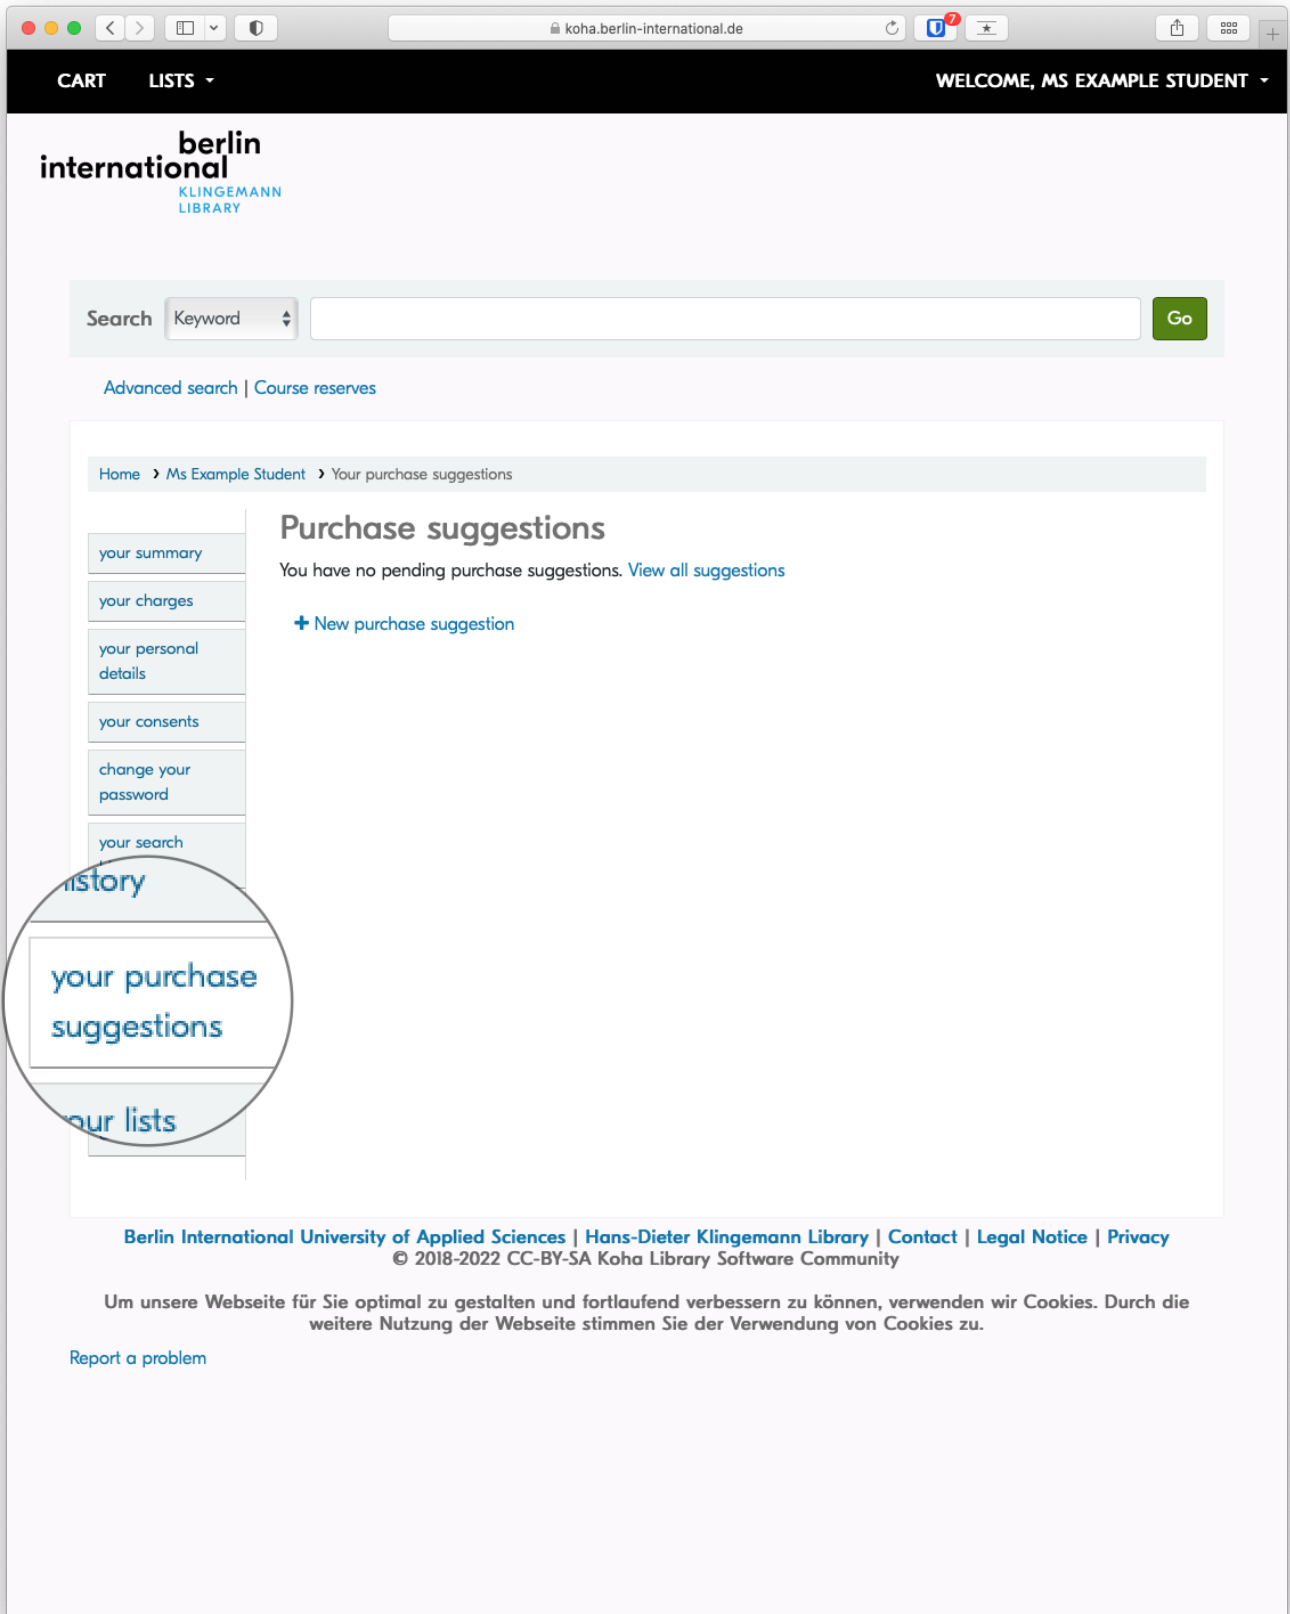 koha.berlin-international.de
7
CART LISTS
WELCOME, MS EXAMPLE STUDENT
berlin
international
KLINGEMANN
LIBRARY
Search Keyword Go
Advanced search | Course reserves
Home › Ms Example Student › Your purchase suggestions
Purchase suggestions
You have no pending purchase suggestions. View all suggestions
+ New purchase suggestion
your summary
your charges
your personal
details
your consents
change your
password
your search
history
your purchase
suggestions
your lists
Berlin International University of Applied Sciences | Hans-Dieter Klingemann Library | Contact | Legal Notice | Privacy
© 2018-2022 CC-BY-SA Koha Library Software Community
Um unsere Webseite für Sie optimal zu gestalten und fortlaufend verbessern zu können, verwenden wir Cookies. Durch die
weitere Nutzung der Webseite stimmen Sie der Verwendung von Cookies zu.
Report a problem